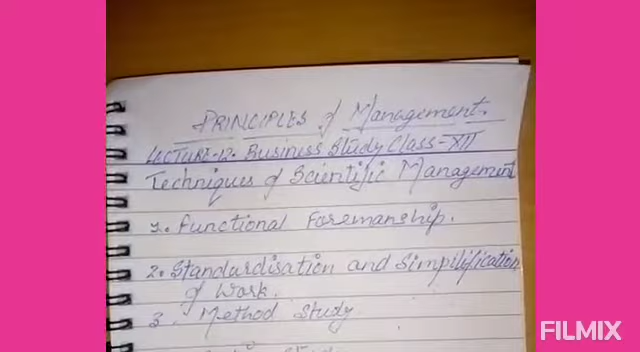 PRINCIPLES of Management.
LECTURE-12. Business Study Class-XII
Techniques of Scientific Management
1. Functional Foremanship.
2. Standardisation and Simplification
of Work.
3. Method Study
Study
FILMIX